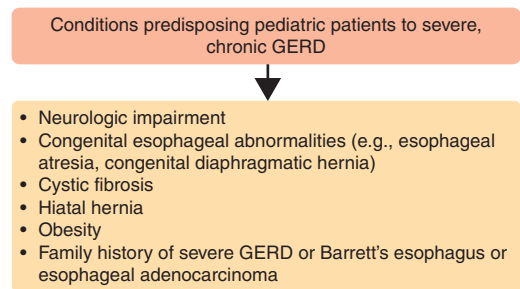 Conditions predisposing pediatric patients to severe,
chronic GERD
• Neurologic impairment
• Congenital esophageal abnormalities (e.g., esophageal
atresia, congenital diaphragmatic hernia)
• Cystic fibrosis
• Hiatal hernia
• Obesity
• Family history of severe GERD or Barrett's esophagus or
esophageal adenocarcinoma